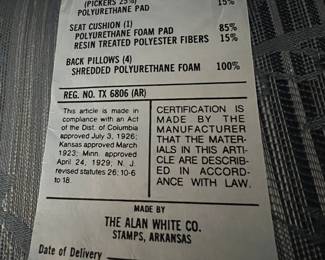 (PICKERS 25%)
POLYURETHANE PAD 15%
SEAT CUSHION (1)
POLYURETHANE FOAM PAD 85%
RESIN TREATED POLYESTER FIBERS 15%
BACK PILLOWS (4)
SHREDDED POLYURETHANE FOAM 100%
REG. NO. TX 6806 (AR)
This article is made in
compliance with an Act
of the Dist. of Columbia
approved July 3, 1926;
Kansas approved March
1923; Minn. approved
April 24, 1929; N. J.
revised statutes 26:10-6
to 18.
CERTIFICATION IS
MADE BY THE
MANUFACTURER
THAT THE MATER-
IALS IN THIS ARTI-
CLE ARE DESCRIB-
ED IN ACCORD-
ANCE WITH LAW.
MADE BY
THE ALAN WHITE CO.
STAMPS, ARKANSAS
Date of Delivery